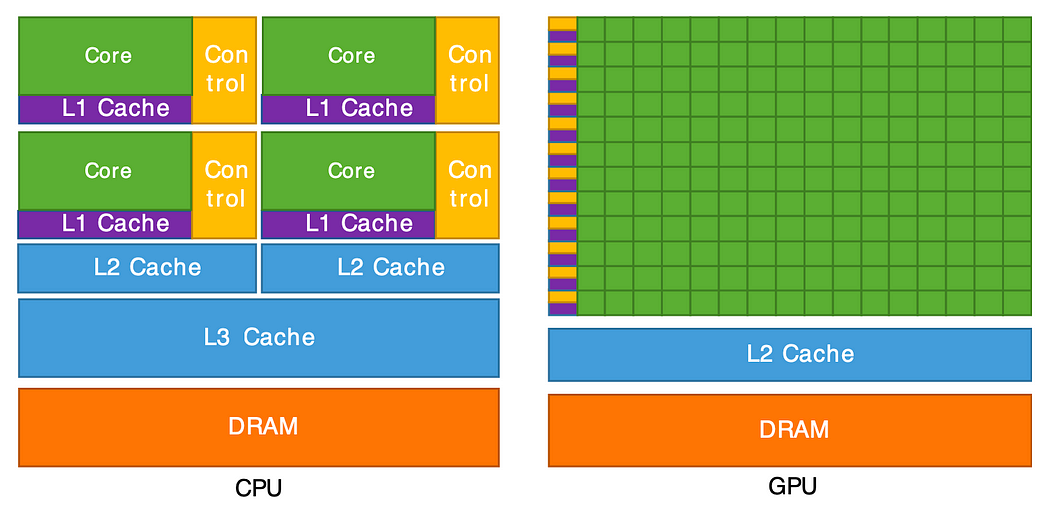 Core
Con
trol
L1 Cache
Core
Con
trol
L1 Cache
Core
Con
trol
L1 Cache
Core
Con
trol
L1 Cache
L2 Cache
L2 Cache
L3 Cache
DRAM
CPU
L2 Cache
DRAM
GPU